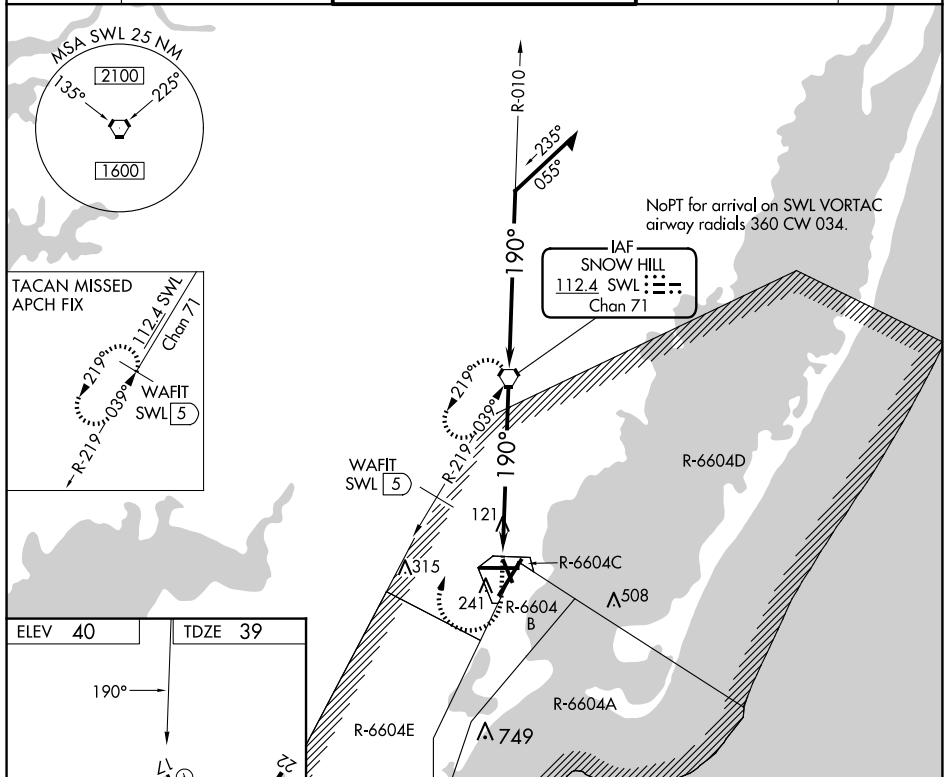 MSA SWL 25 NM
2100
135°
225°
1600
R-010
235°
055°
NoPT for arrival on SWL VORTAC
airway radials 360 CW 034.
190°
IAF
SNOW HILL
112.4 SWL
Chan 71
TACAN MISSED
APCH FIX
112.4 SWL
Chan 71
219°
039°
WAFIT
SWL 5
R-219
219°
039°
R-219
190°
WAFIT
SWL 5
R-6604D
121
315
R-6604C
241
R-6604
B
508
ELEV 40
TDZE 39
190°
R-6604A
R-6604E
749
17
22